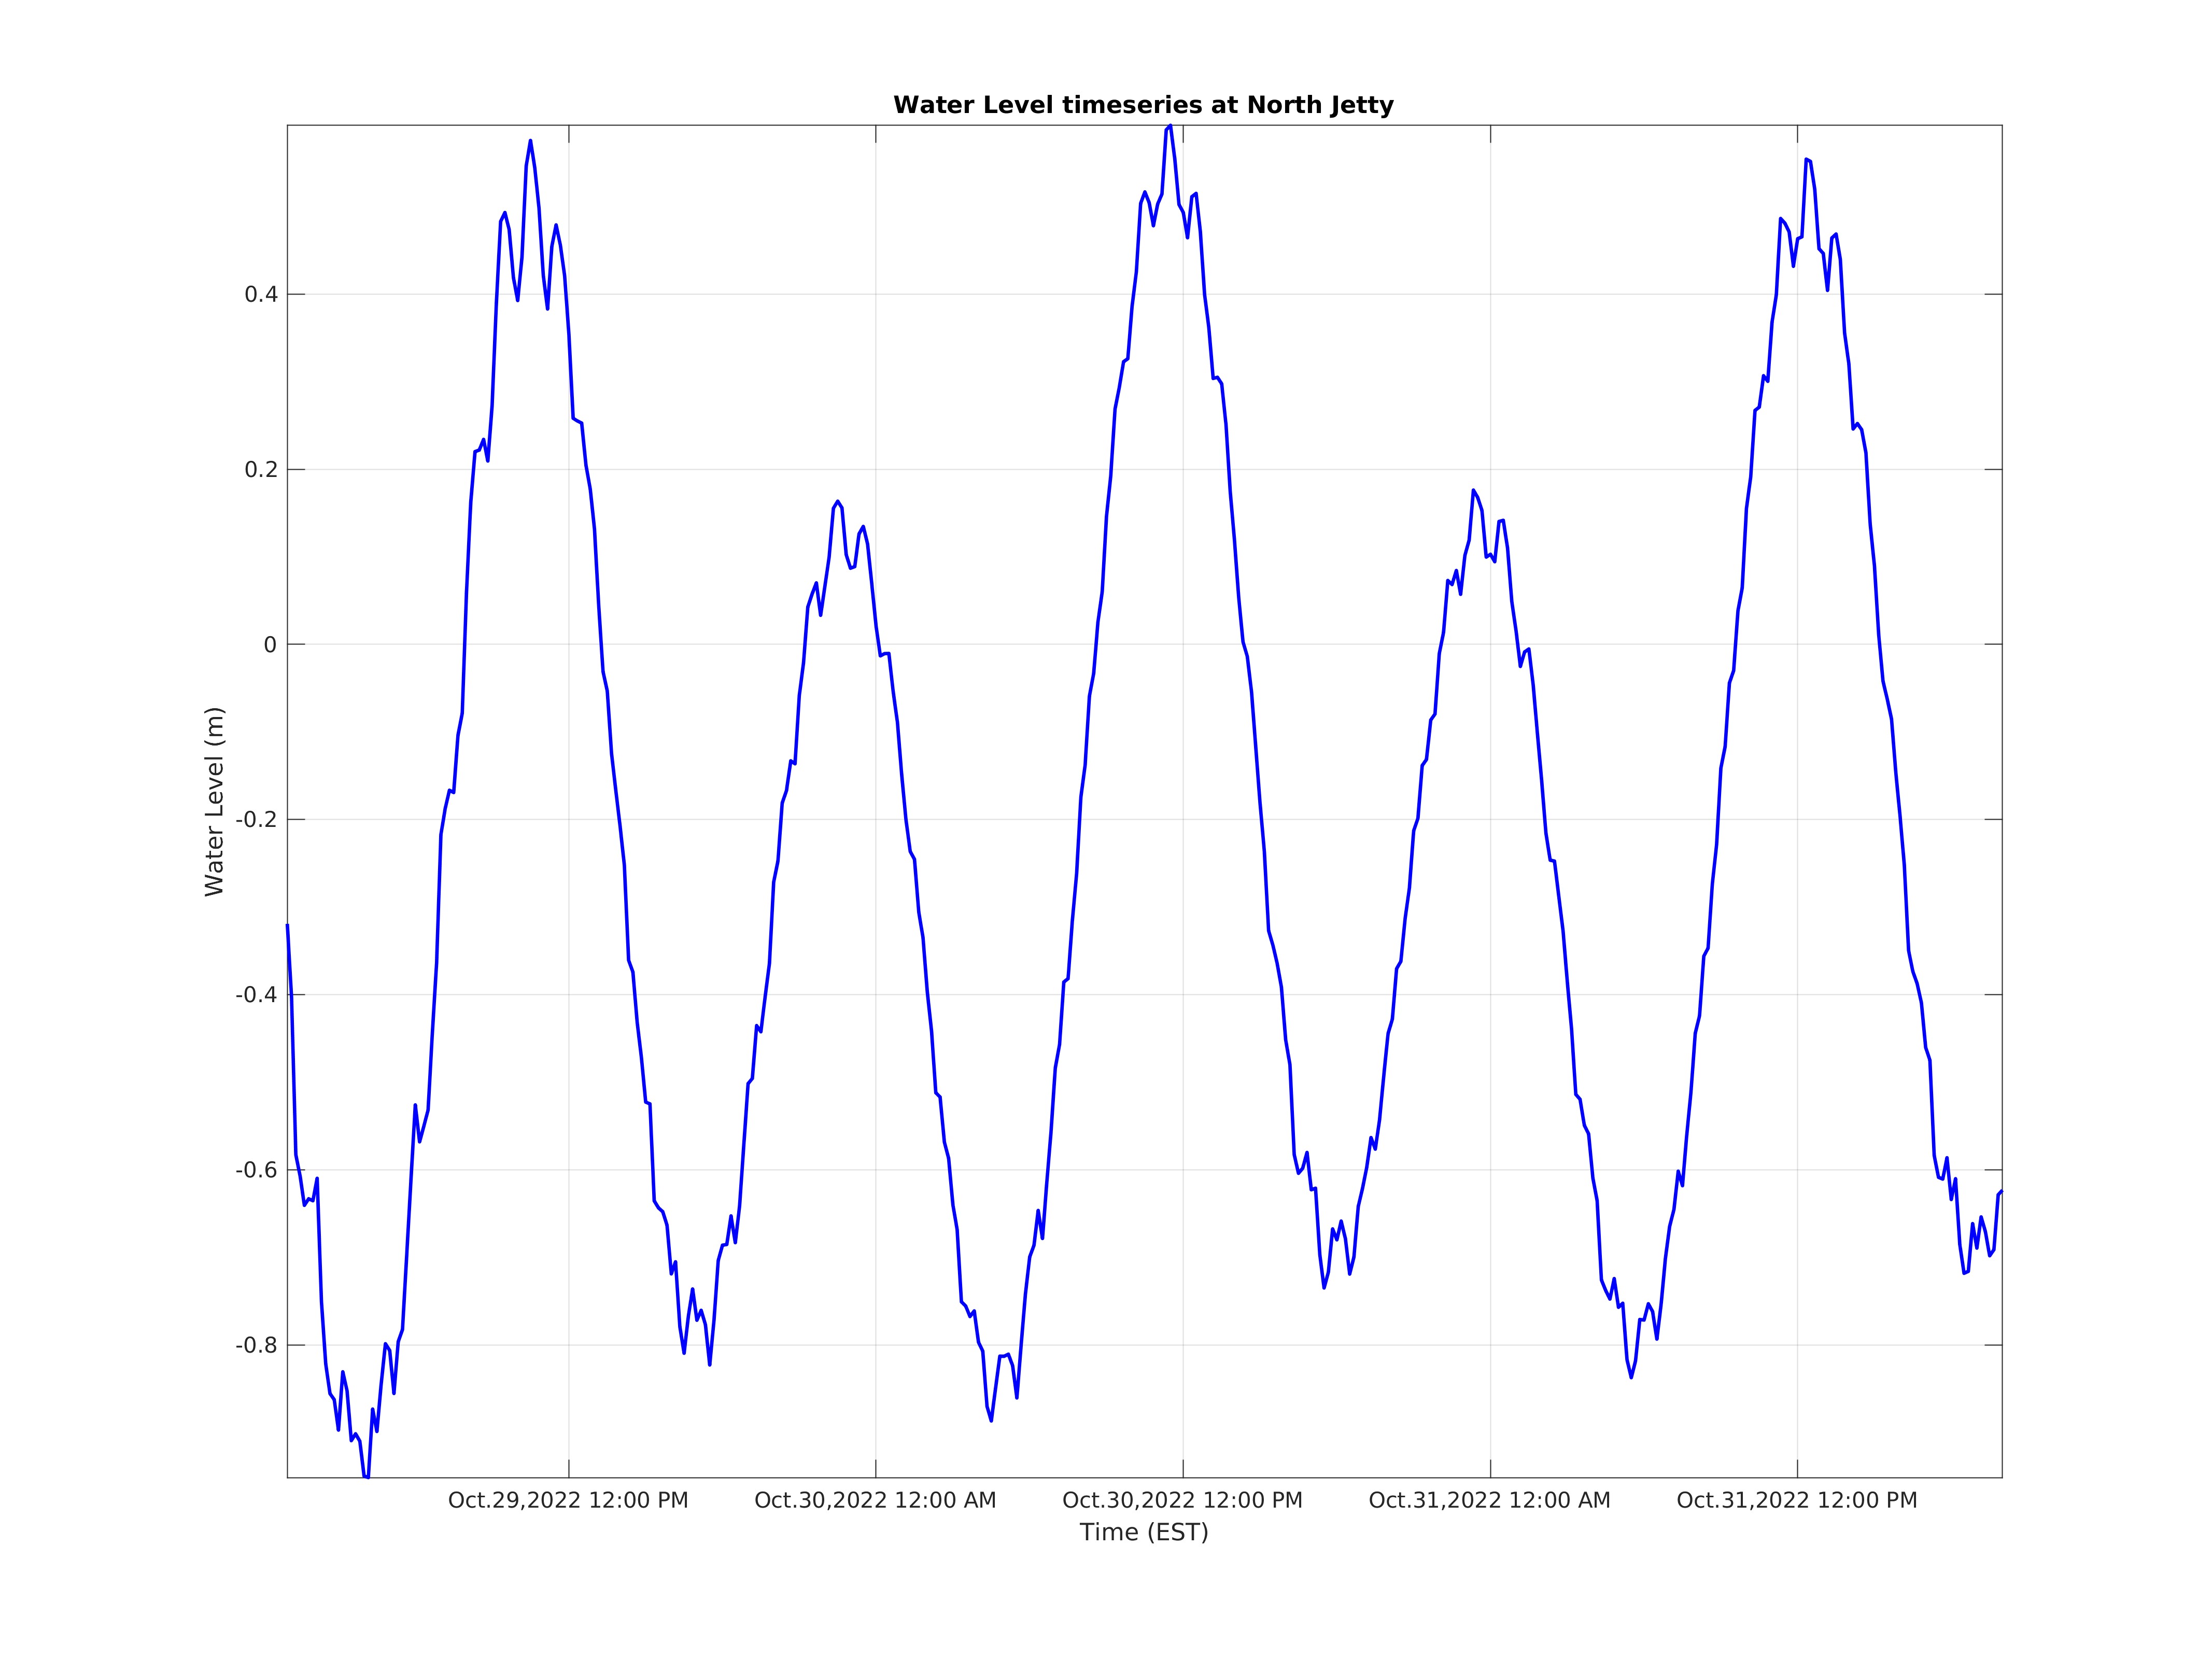 Water Level timeseries at North Jetty
Water Level (m)
0.4
0.2
0
-0.2
-0.4
-0.6
-0.8
Oct.29,2022 12:00 PM
Oct.30,2022 12:00 AM
Oct.30,2022 12:00 PM
Oct.31,2022 12:00 AM
Oct.31,2022 12:00 PM
Time (EST)